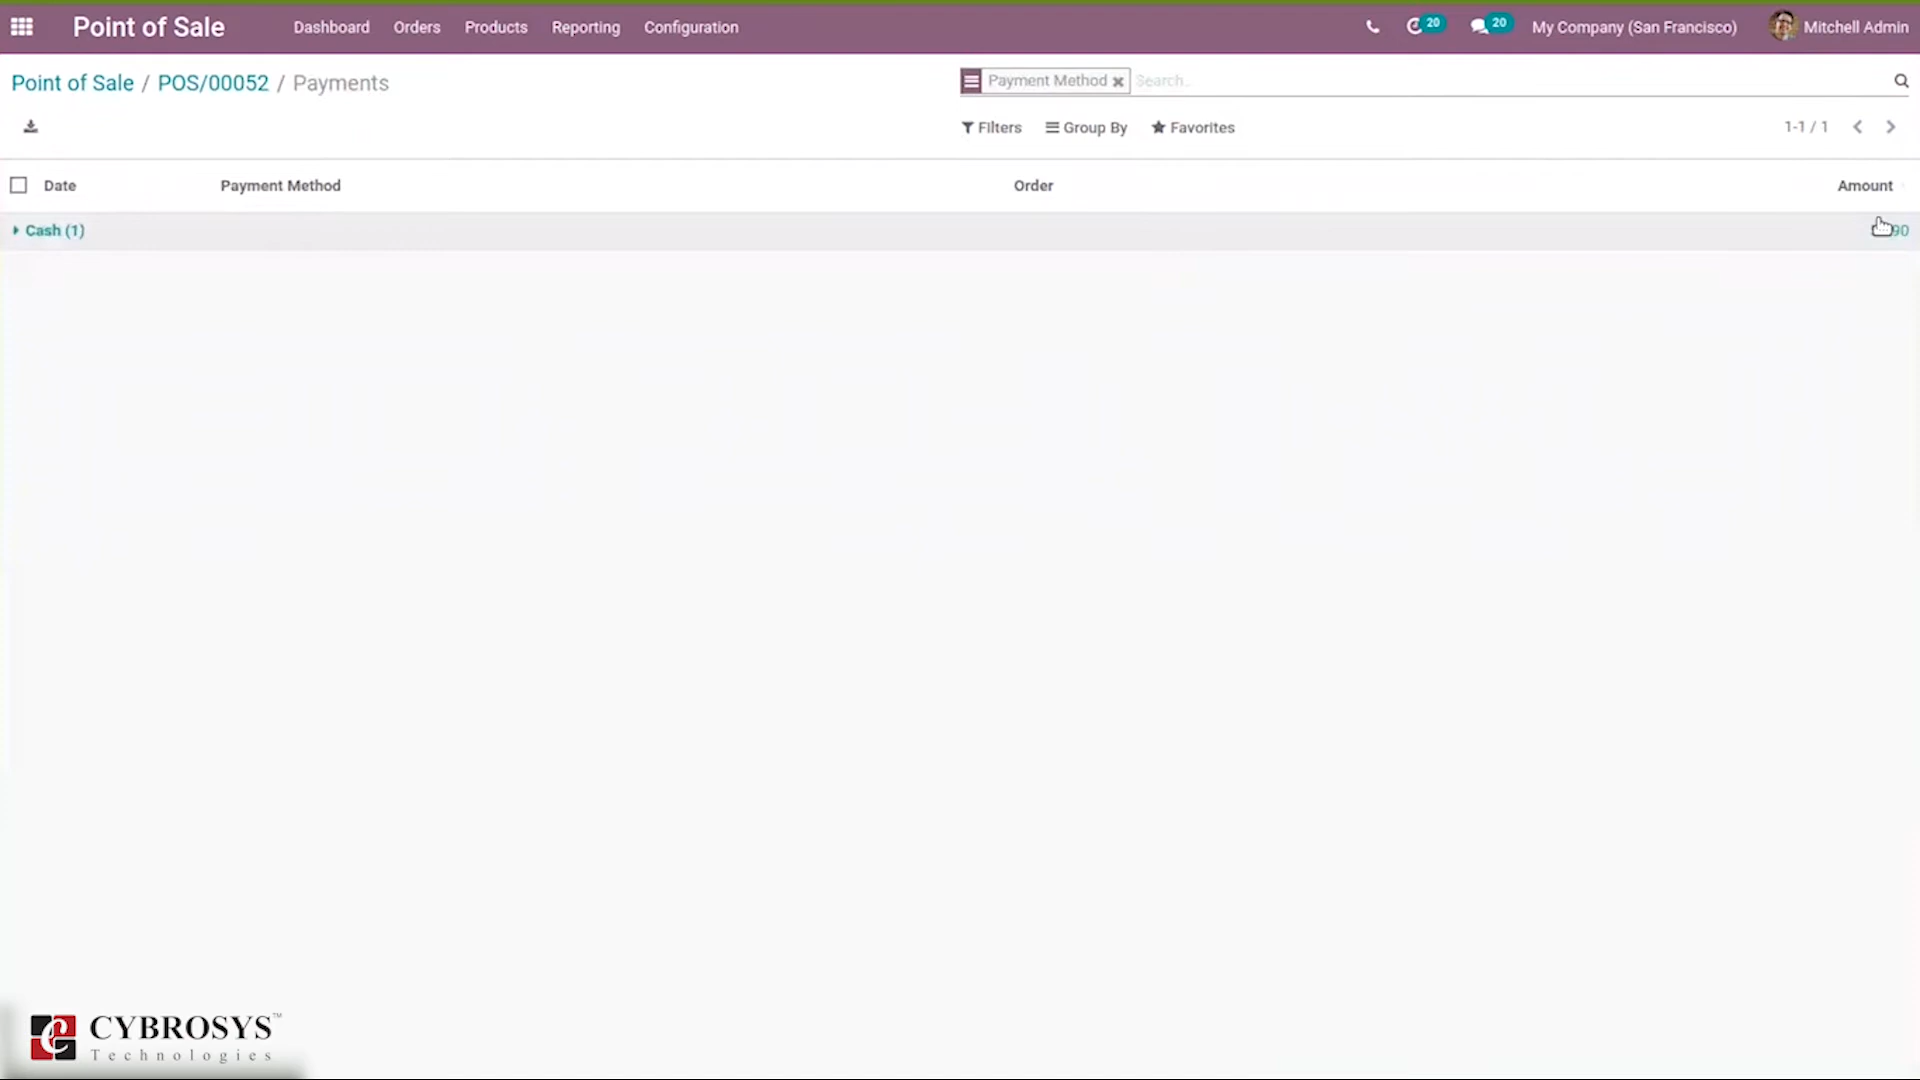 Point of Sale Dashboard Orders Products Reporting Configuration 20 20 My Company (San Francisco) Mitchell Admin
Point of Sale / POS/00052 / Payments
Payment Method Search...
Filters Group By Favorites 1-1 / 1
Date Payment Method Order Amount
Cash (1) 90
CYBROSYS™
Technologies